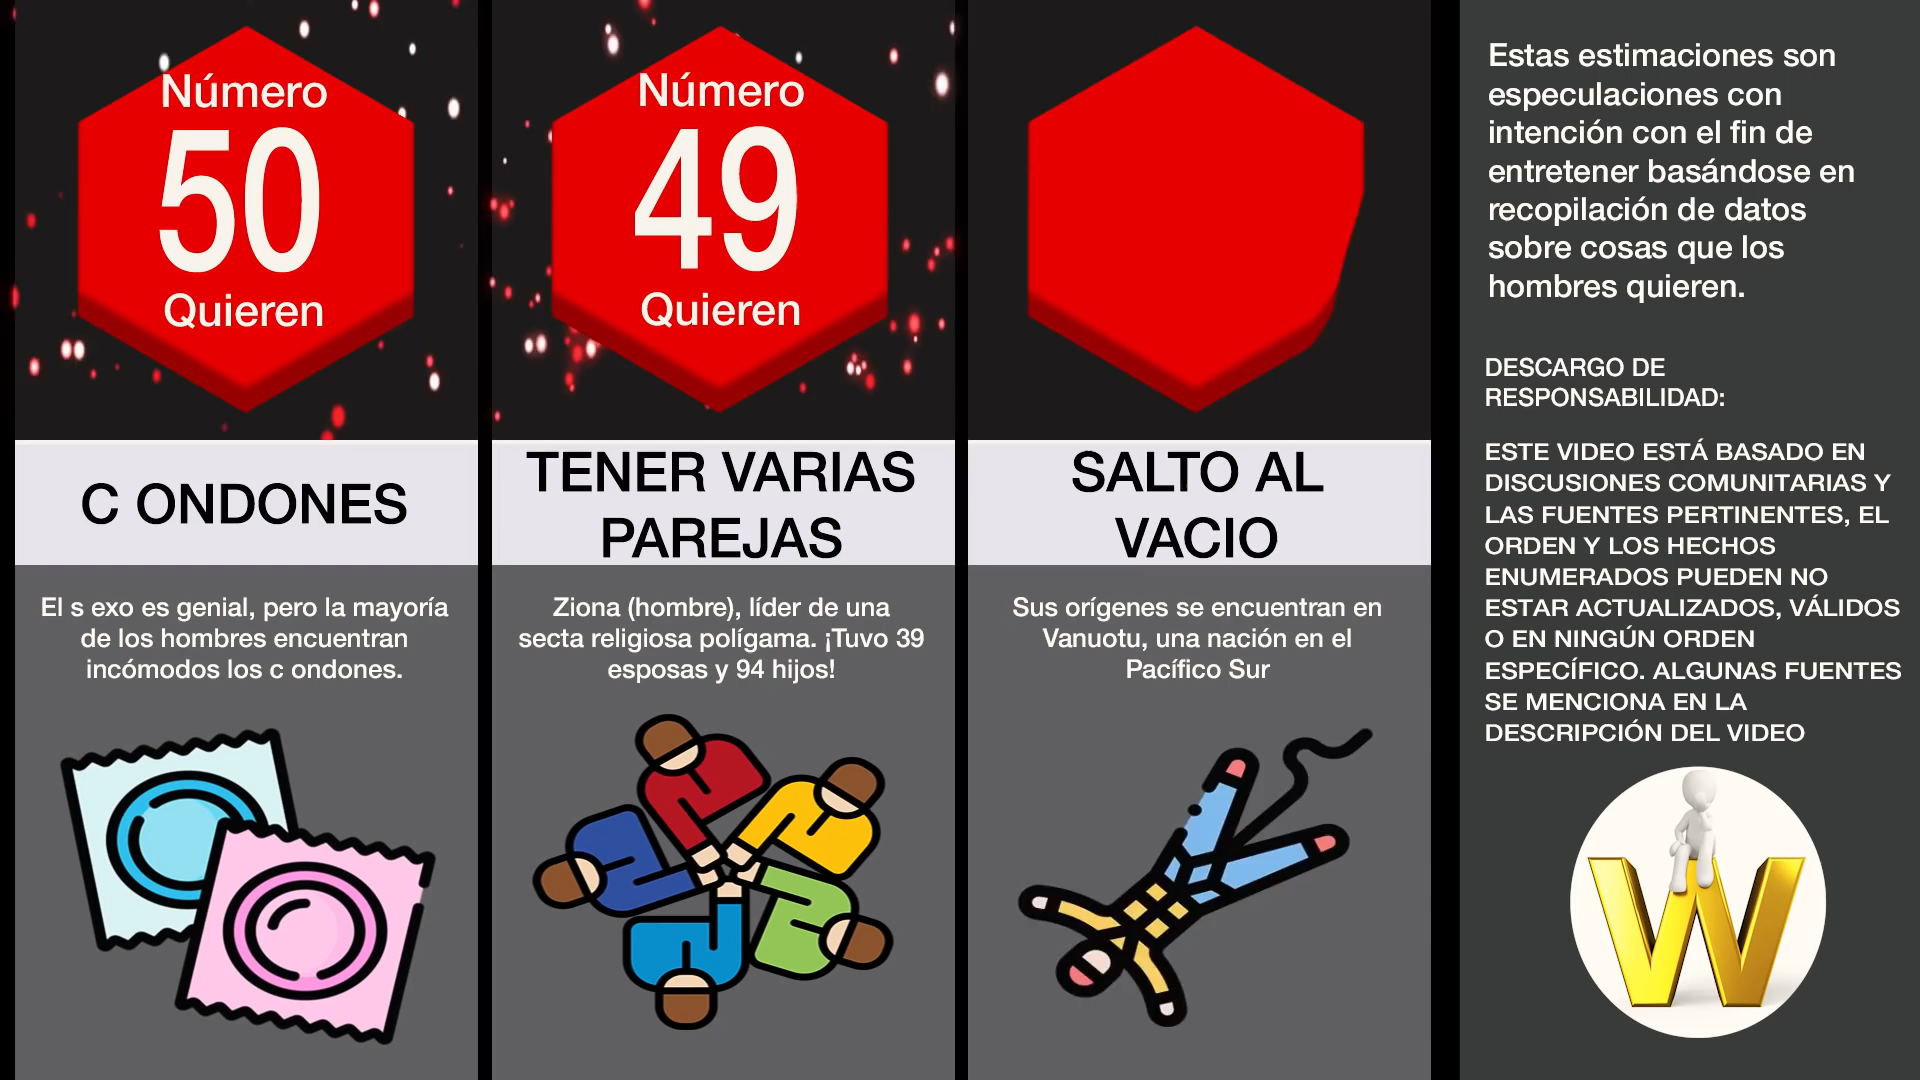 Número
50
Quieren
C ONDONES
El s exo es genial, pero la mayoría
de los hombres encuentran
incómodos los c ondones.
Número
49
Quieren
TENER VARIAS
PAREJAS
Ziona (hombre), líder de una
secta religiosa polígama. ¡Tuvo 39
esposas y 94 hijos!
SALTO AL
VACIO
Sus orígenes se encuentran en
Vanuotu, una nación en el
Pacífico Sur
Estas estimaciones son
especulaciones con
intención con el fin de
entretener basándose en
recopilación de datos
sobre cosas que los
hombres quieren.
DESCARGO DE
RESPONSABILIDAD:
ESTE VIDEO ESTÁ BASADO EN
DISCUSIONES COMUNITARIAS Y
LAS FUENTES PERTINENTES, EL
ORDEN Y LOS HECHOS
ENUMERADOS PUEDEN NO
ESTAR ACTUALIZADOS, VÁLIDOS
O EN NINGÚN ORDEN
ESPECÍFICO. ALGUNAS FUENTES
SE MENCIONA EN LA
DESCRIPCIÓN DEL VIDEO
W